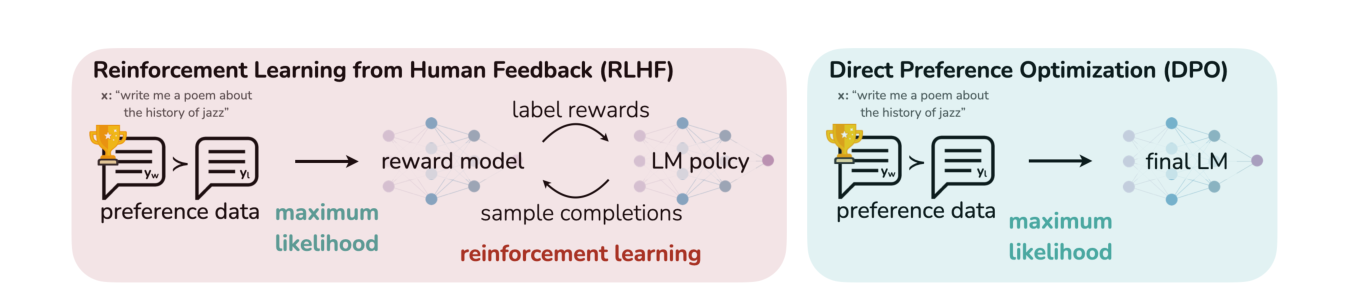 Reinforcement Learning from Human Feedback (RLHF)
x: “write me a poem about
the history of jazz”
label rewards
yw
≻
yl
reward model
LM policy
preference data
maximum
likelihood
sample completions
reinforcement learning
Direct Preference Optimization (DPO)
x: “write me a poem about
the history of jazz”
yw
≻
yl
final LM
preference data
maximum
likelihood